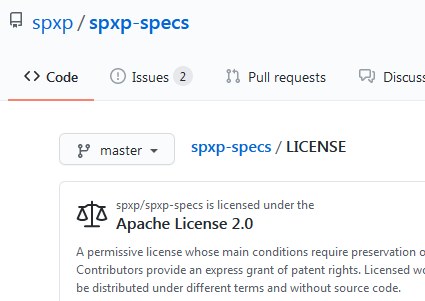 spxp / spxp-specs
Code Issues 2 Pull requests Discuss
master spxp-specs / LICENSE
spxp/spxp-specs is licensed under the
Apache License 2.0
A permissive license whose main conditions require preservation o
Contributors provide an express grant of patent rights. Licensed wo
be distributed under different terms and without source code.